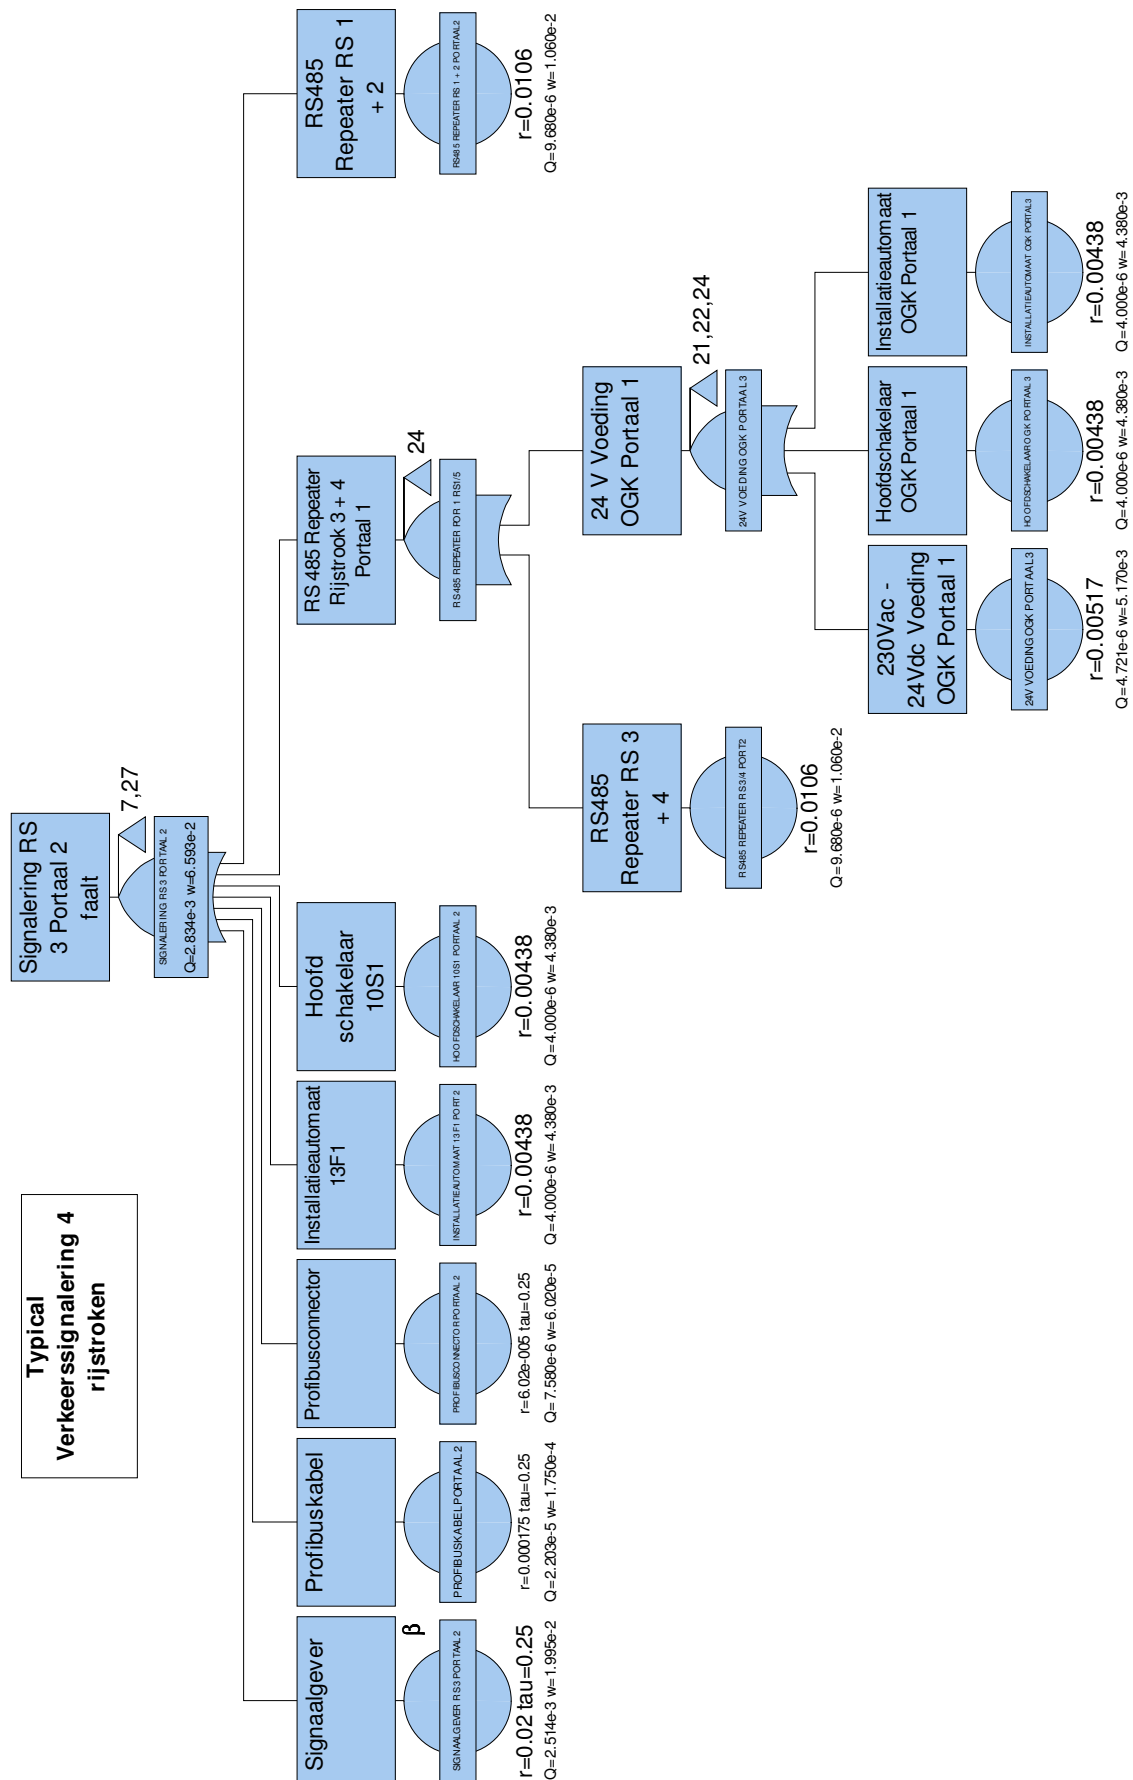 Typical
Verkeerssignalering 4
rijstroken
Signalering RS
3 Portaal 2
faalt
7,27
SIGNALERING RS 3 PORTAAL 2
Q=2.834e-3 w=6.593e-2
Signaalgever
β
SIGNAALGEVER RS3 PORTAAL 2
r=0.02 tau=0.25
Q=2.514e-3 w=1.995e-2
Profibuskabel
PROFIBUSKABEL PORTAAL 2
r=0.000175 tau=0.25
Q=2.203e-5 w=1.750e-4
Profibusconnector
PROFIBUSCONNECTOR PORTAAL 2
r=6.02e-005 tau=0.25
Q=7.580e-6 w=6.020e-5
Installatieautomaat
13F1
INSTALLATIEAUTOMAAT 13F1 PORT 2
r=0.00438
Q=4.000e-6 w=4.380e-3
Hoofd
schakelaar
10S1
HOOFDSCHAKELAAR 10S1 PORTAAL 2
r=0.00438
Q=4.000e-6 w=4.380e-3
RS 485 Repeater
Rijstrook 3 + 4
Portaal 1
24
RS485 REPEATER POR 1 RS1/5
RS485
Repeater RS 1
+ 2
RS485 REPEATER RS 1 + 2 PORTAAL2
r=0.0106
Q=9.680e-6 w=1.060e-2
RS485
Repeater RS 3
+ 4
RS485 REPEATER RS3/4 PORT2
r=0.0106
Q=9.680e-6 w=1.060e-2
24 V Voeding
OGK Portaal 1
21,22,24
24V VOEDING OGK PORTAAL3
230Vac -
24Vdc Voeding
OGK Portaal 1
24V VOEDING OGK PORTAAL3
r=0.00517
Q=4.721e-6 w=5.170e-3
Hoofdschakelaar
OGK Portaal 1
HOOFDSCHAKELAAR OGK PORTAAL 3
r=0.00438
Q=4.000e-6 w=4.380e-3
Installatieautomaat
OGK Portaal 1
INSTALLATIEAUTOMAAT OGK PORTAL3
r=0.00438
Q=4.000e-6 w=4.380e-3